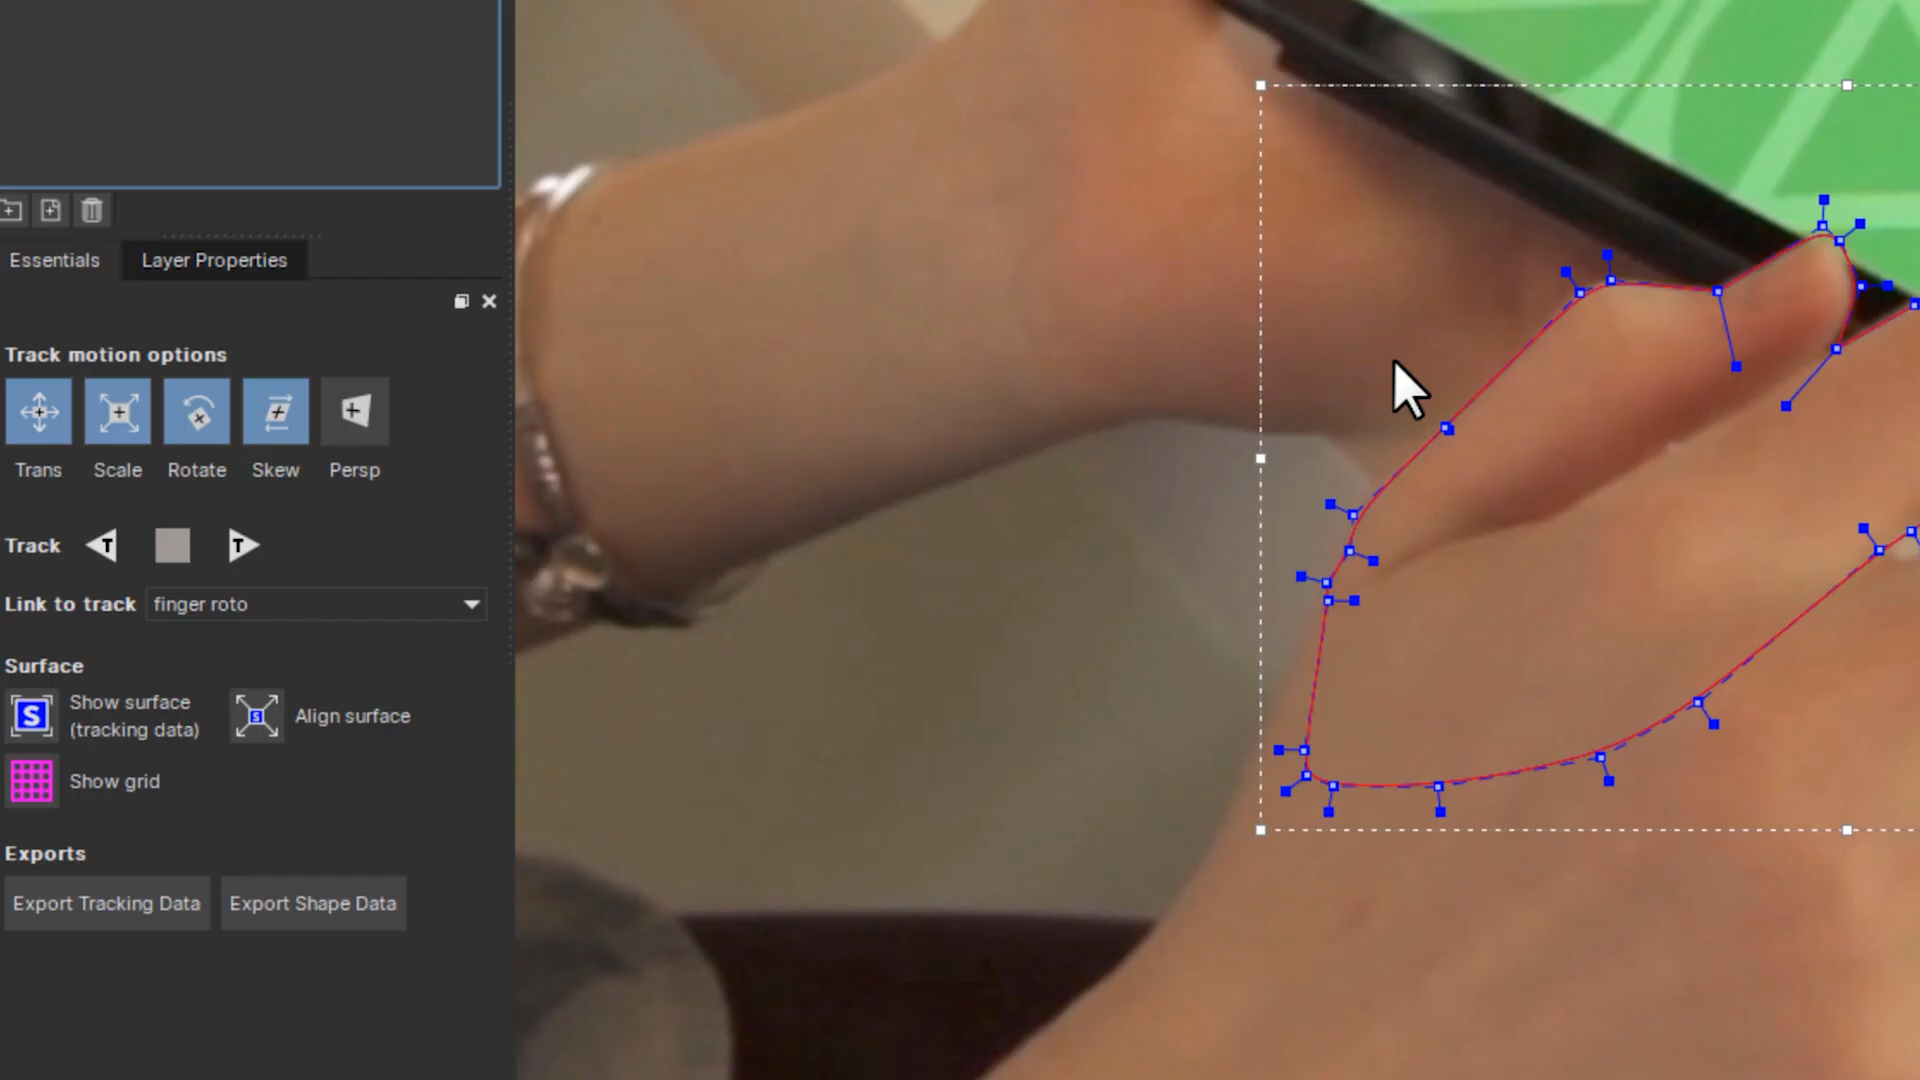 Essentials
Layer Properties
Track motion options
Trans Scale Rotate Skew Persp
Track T T
Link to track finger roto
Surface
S Show surface
(tracking data)
S Align surface
Show grid
Exports
Export Tracking Data Export Shape Data